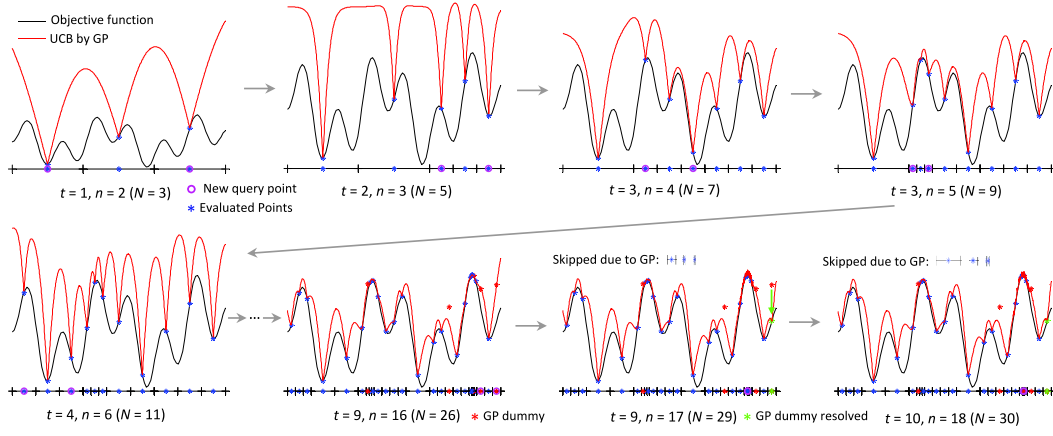 Objective function
UCB by GP
t = 1, n = 2 (N = 3)
New query point
Evaluated Points
t = 2, n = 3 (N = 5)
t = 3, n = 4 (N = 7)
t = 3, n = 5 (N = 9)
t = 4, n = 6 (N = 11)
...
t = 9, n = 16 (N = 26)
GP dummy
Skipped due to GP:
t = 9, n = 17 (N = 29)
GP dummy resolved
Skipped due to GP:
t = 10, n = 18 (N = 30)